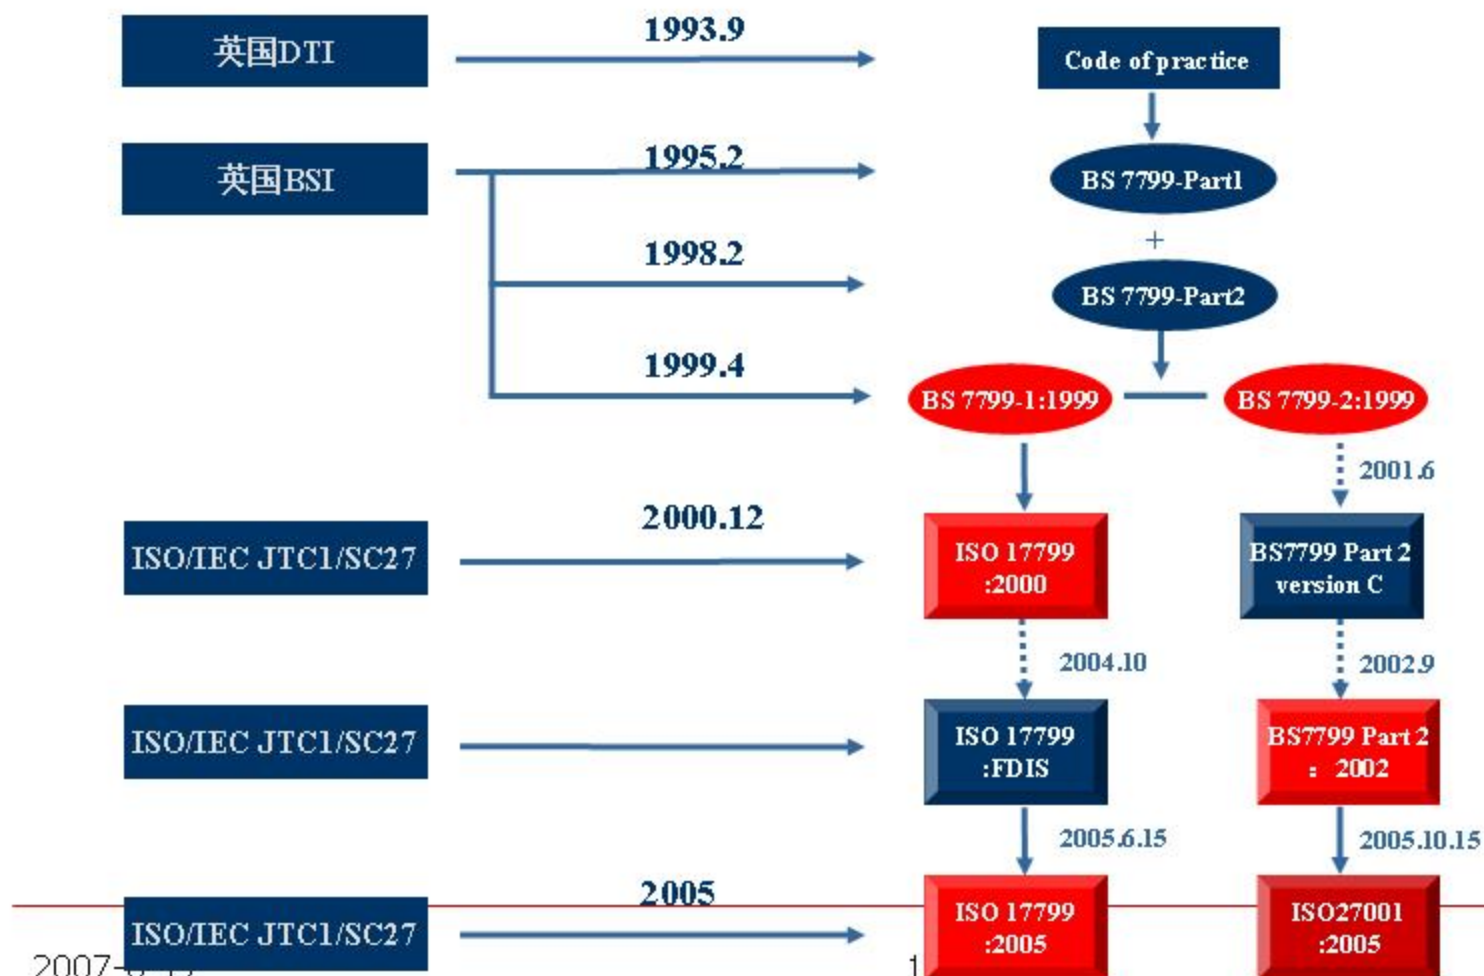 英国DTI
1993.9
Code of practice
英国BSI
1995.2
BS 7799-Part1
+
1998.2
BS 7799-Part2
1999.4
BS 7799-1:1999
BS 7799-2:1999
2001.6
ISO/IEC JTC1/SC27
2000.12
ISO 17799
:2000
BS7799 Part 2
version C
2004.10
2002.9
ISO/IEC JTC1/SC27
ISO 17799
:FDIS
BS7799 Part 2
： 2002
2005.6.15
2005.10.15
ISO/IEC JTC1/SC27
2005
ISO 17799
:2005
ISO27001
:2005